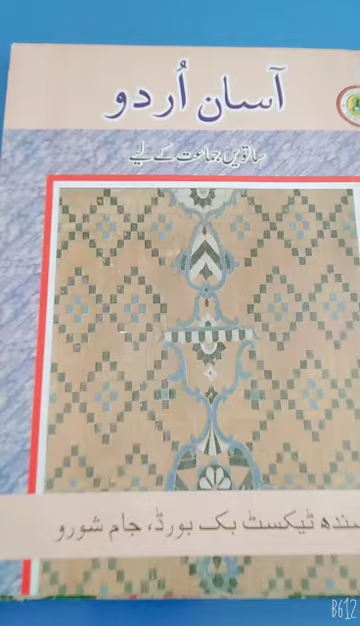 آسان اُردو
ساتویں جماعت کے لیے
سندھ ٹیکسٹ بک بورڈ، جام شورو
B612